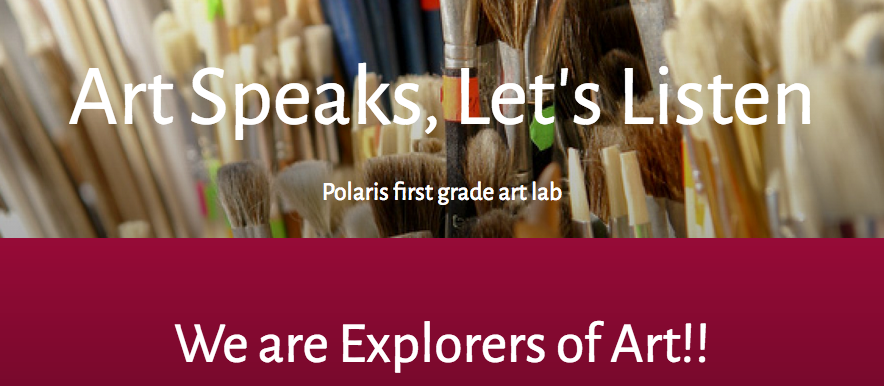 Art Speaks, Let's Listen
Polaris first grade art lab
We are Explorers of Art!!